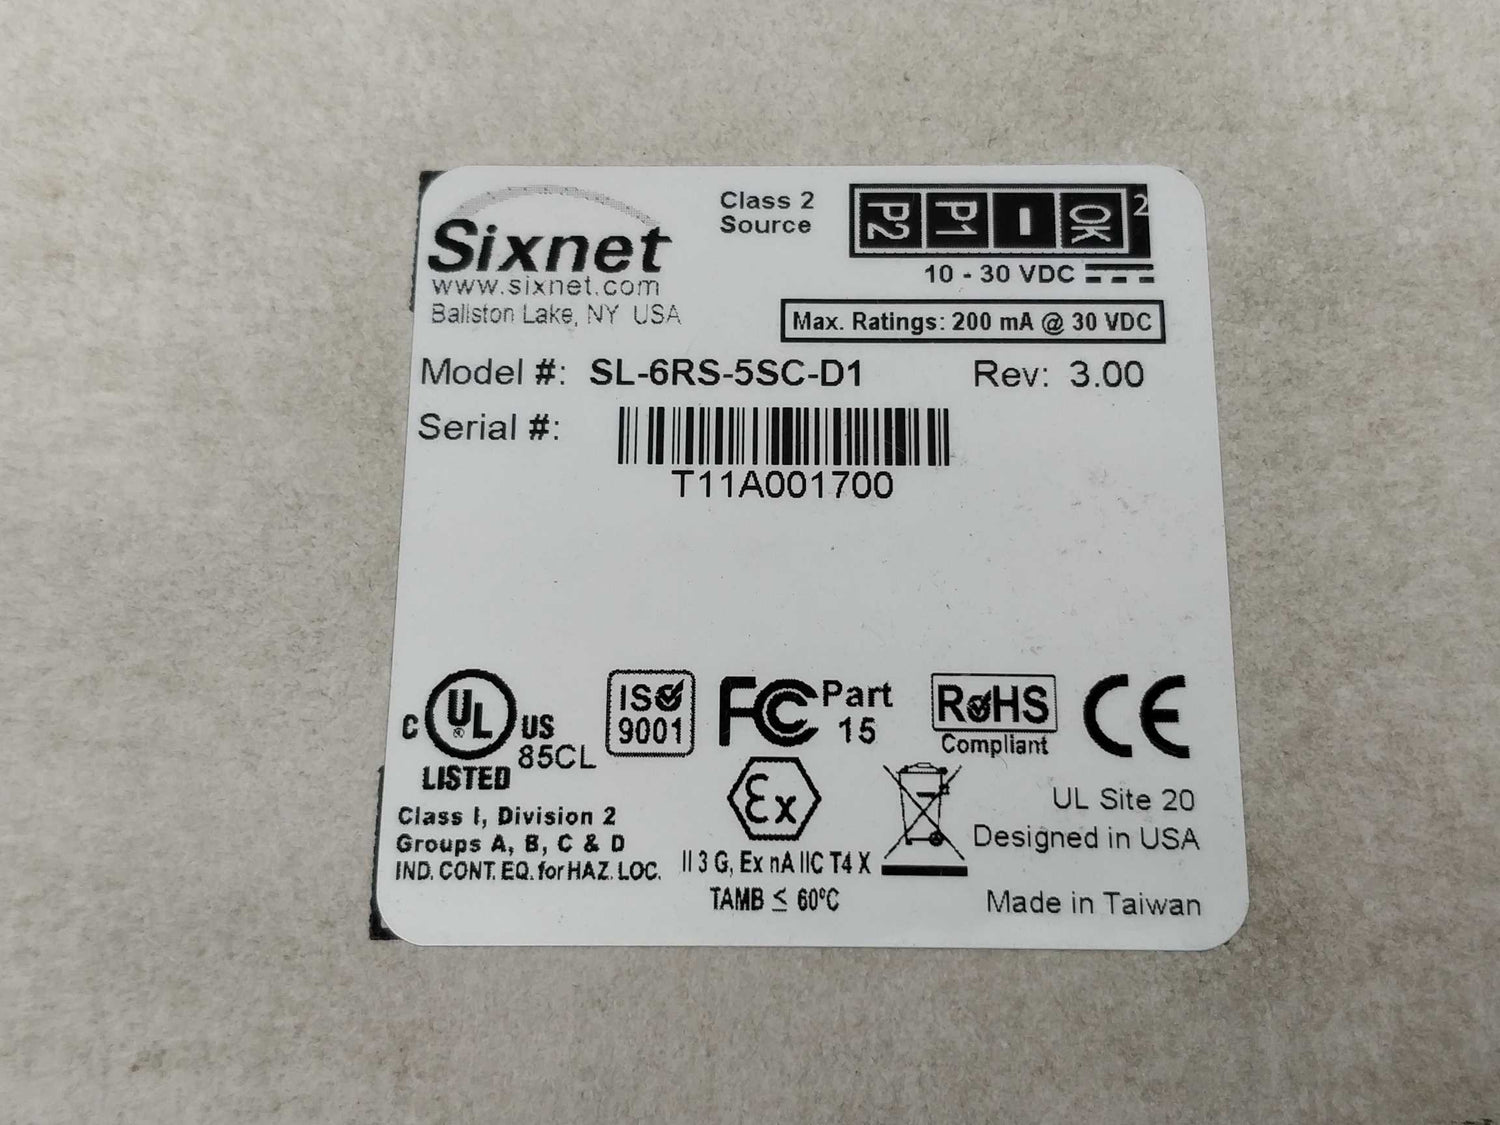 Sixnet
www.sixnet.com
Ballston Lake, NY USA
Class 2
Source
P2 P1 - OK 2
10 - 30 VDC
Max. Ratings: 200 mA @ 30 VDC
Model #: SL-6RS-5SC-D1 Rev: 3.00
Serial #:
T11A001700
C UL ® US
LISTED 85CL
ISO 9001
FC Part 15
RoHS
Compliant
CE
Class I, Division 2
Groups A, B, C & D
IND. CONT. EQ. for HAZ. LOC.
Ex
II 3 G, Ex nA IIC T4 X
TAMB ≤ 60°C
UL Site 20
Designed in USA
Made in Taiwan